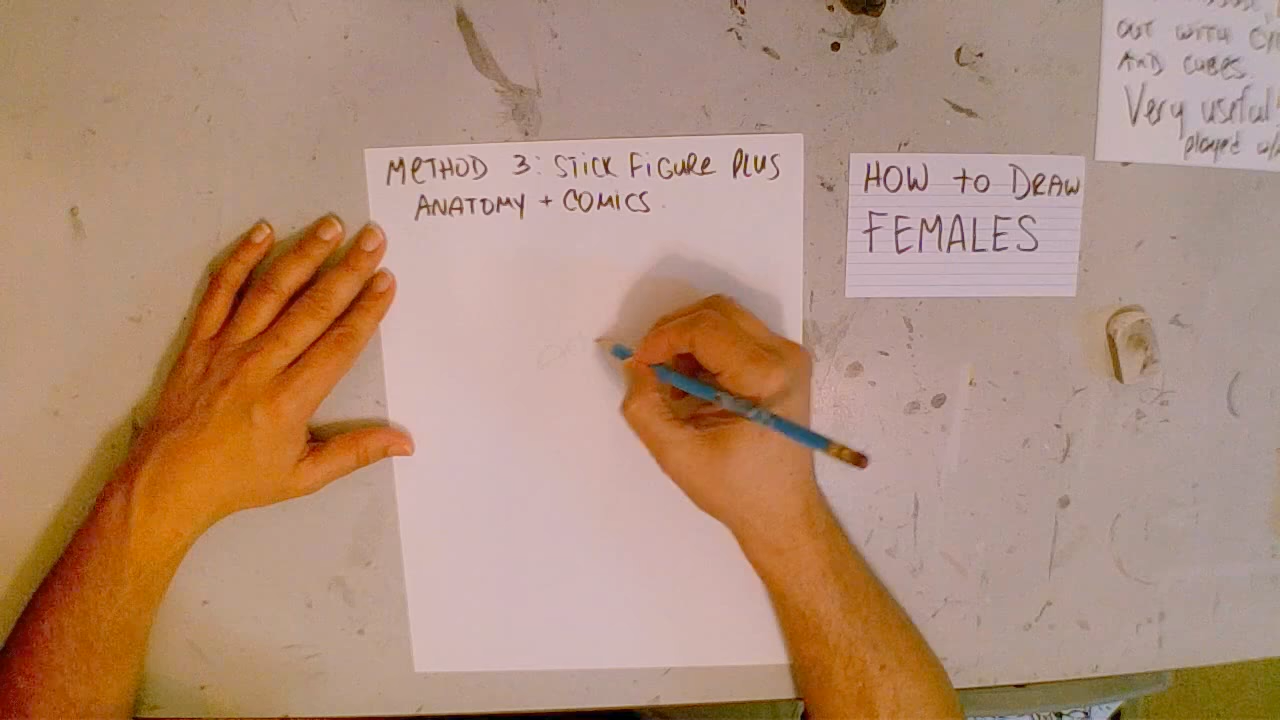 METHOD 3: STICK FIGURE PLUS
ANATOMY + COMICS.
HOW to DRAW
FEMALES
OUT WITH
AND CUBES.
Very useful
played